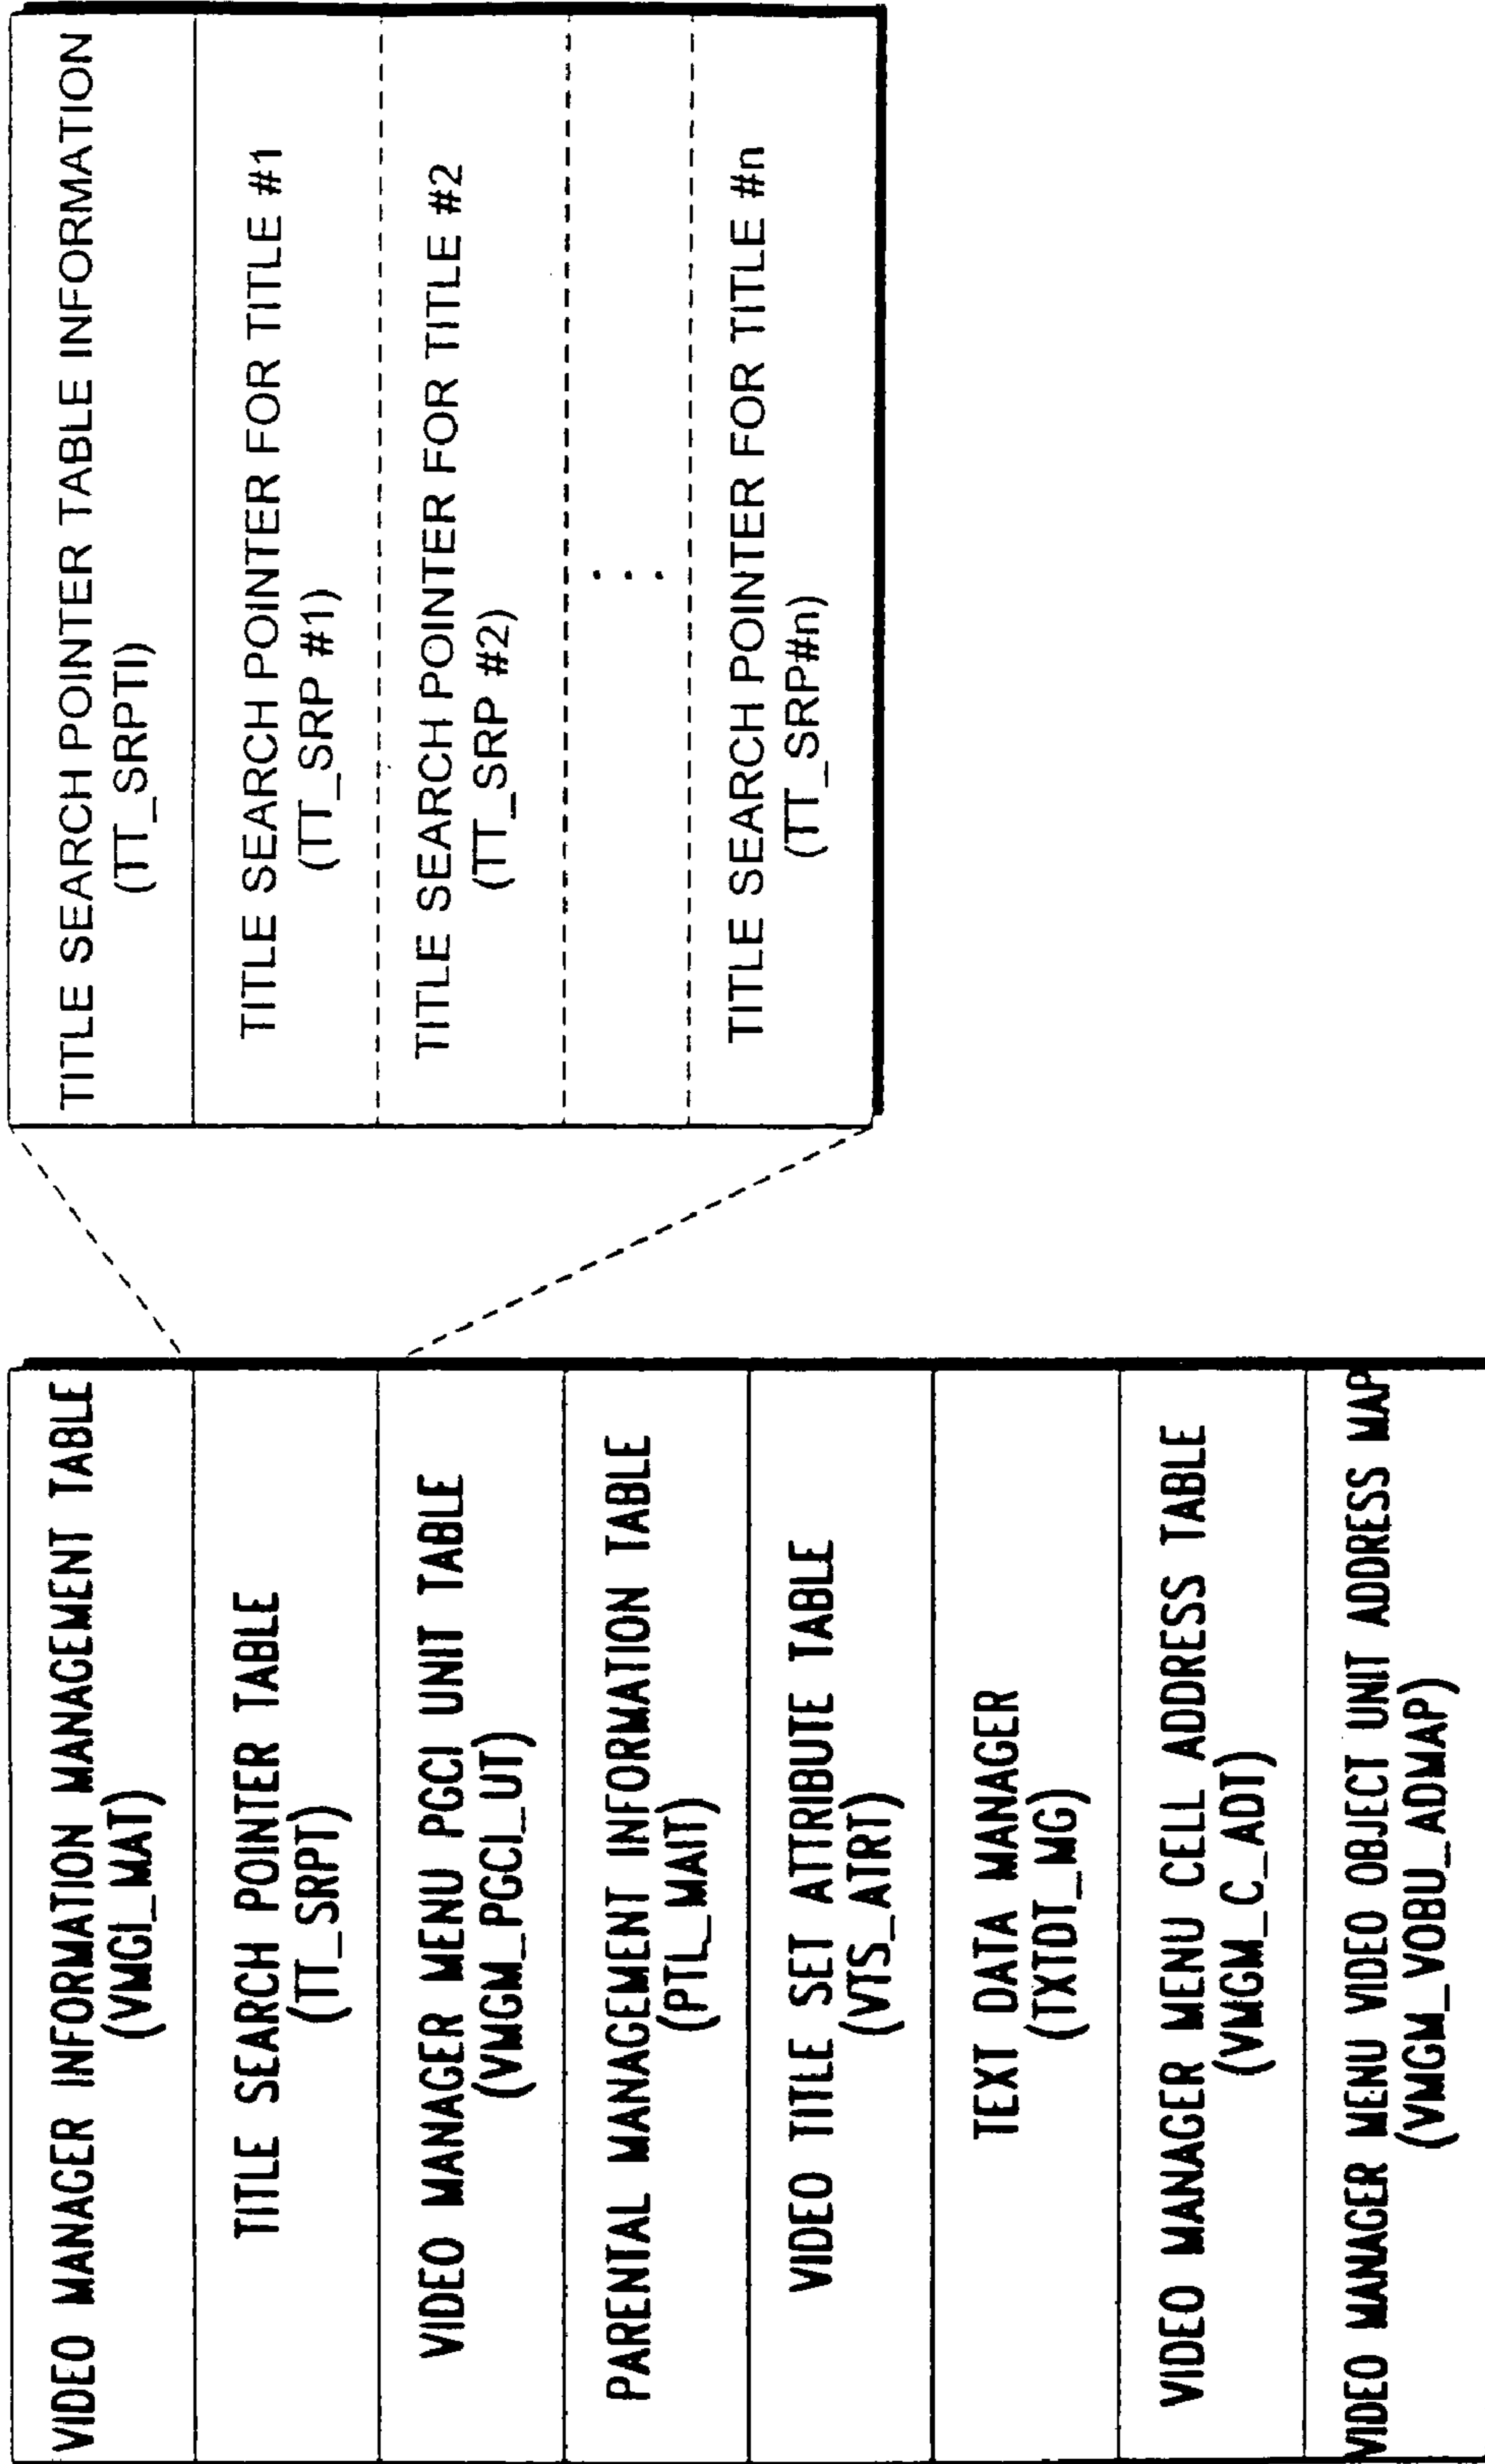 VIDEO MANAGER INFORMATION MANAGEMENT TABLE
(VMGI_MAT)
TITLE SEARCH POINTER TABLE
(TT_SRPT)
VIDEO MANAGER MENU PGCI UNIT TABLE
(VMGM_PGCI_UT)
PARENTAL MANAGEMENT INFORMATION TABLE
(PTL_MAIT)
VIDEO TITLE SET ATTRIBUTE TABLE
(VTS_ATRT)
TEXT DATA MANAGER
(TXTDT_MG)
VIDEO MANAGER MENU CELL ADDRESS TABLE
(VMGM_C_ADT)
VIDEO MANAGER MENU VIDEO OBJECT UNIT ADDRESS MAP
(VMGM_VOBU_ADMAP)
TITLE SEARCH POINTER TABLE INFORMATION
(TT_SRPTI)
TITLE SEARCH POINTER FOR TITLE #1
(TT_SRP #1)
TITLE SEARCH POINTER FOR TITLE #2
(TT_SRP #2)
⋮
TITLE SEARCH POINTER FOR TITLE #n
(TT_SRP#n)